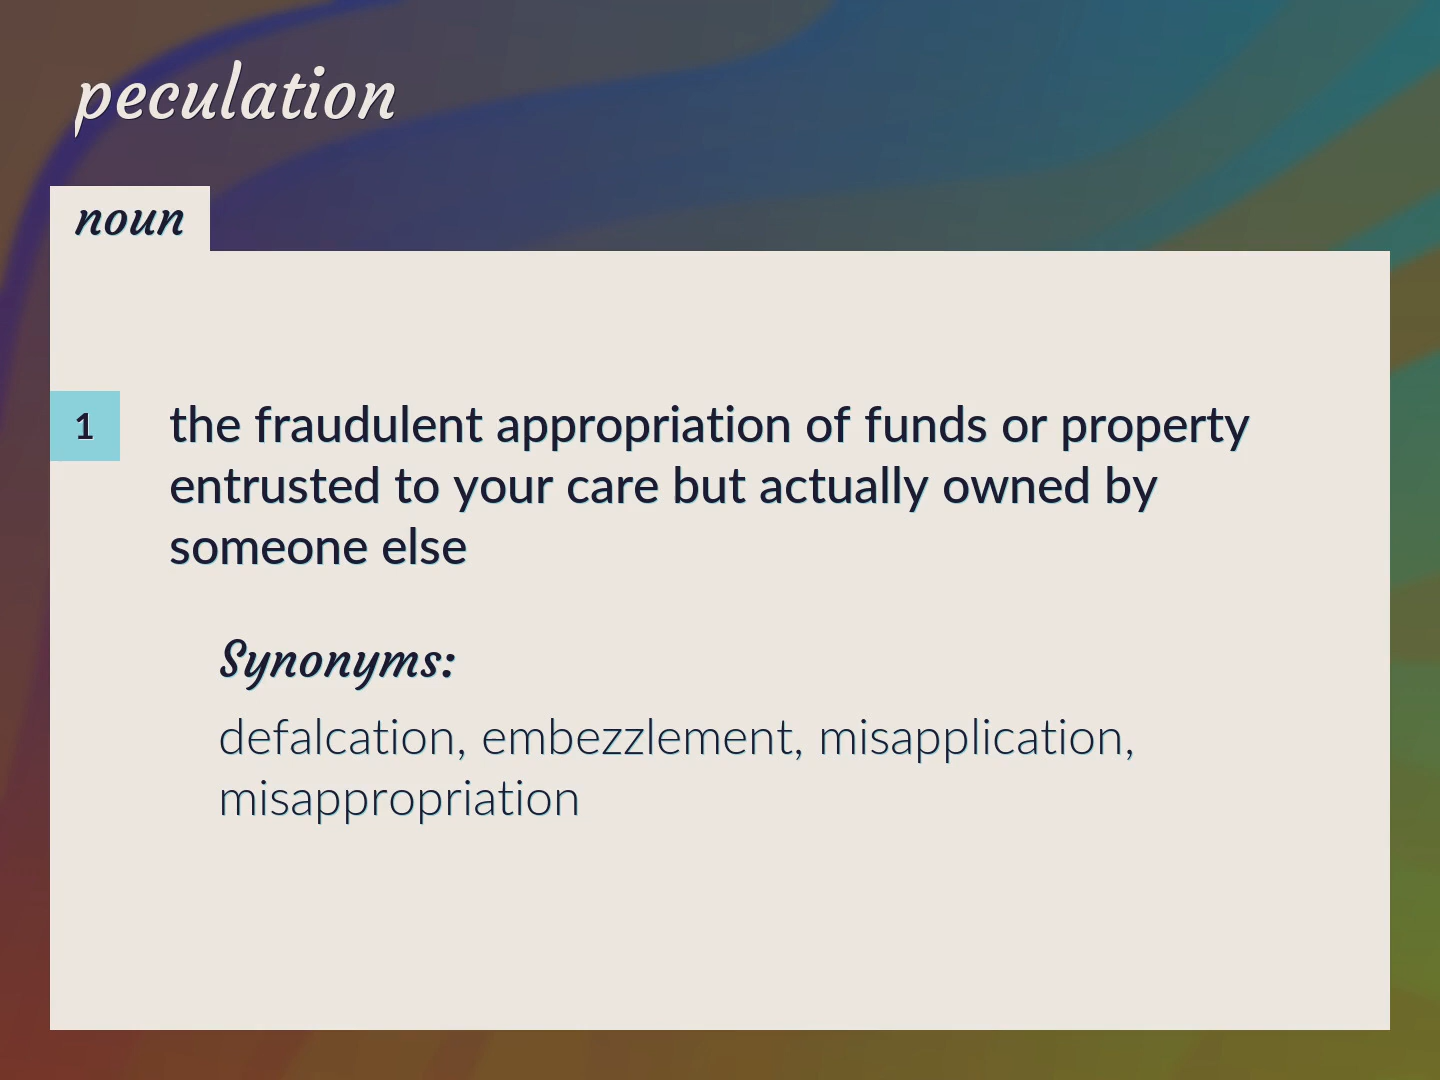 peculation
noun
1
the fraudulent appropriation of funds or property
entrusted to your care but actually owned by
someone else
Synonyms:
defalcation, embezzlement, misapplication,
misappropriation